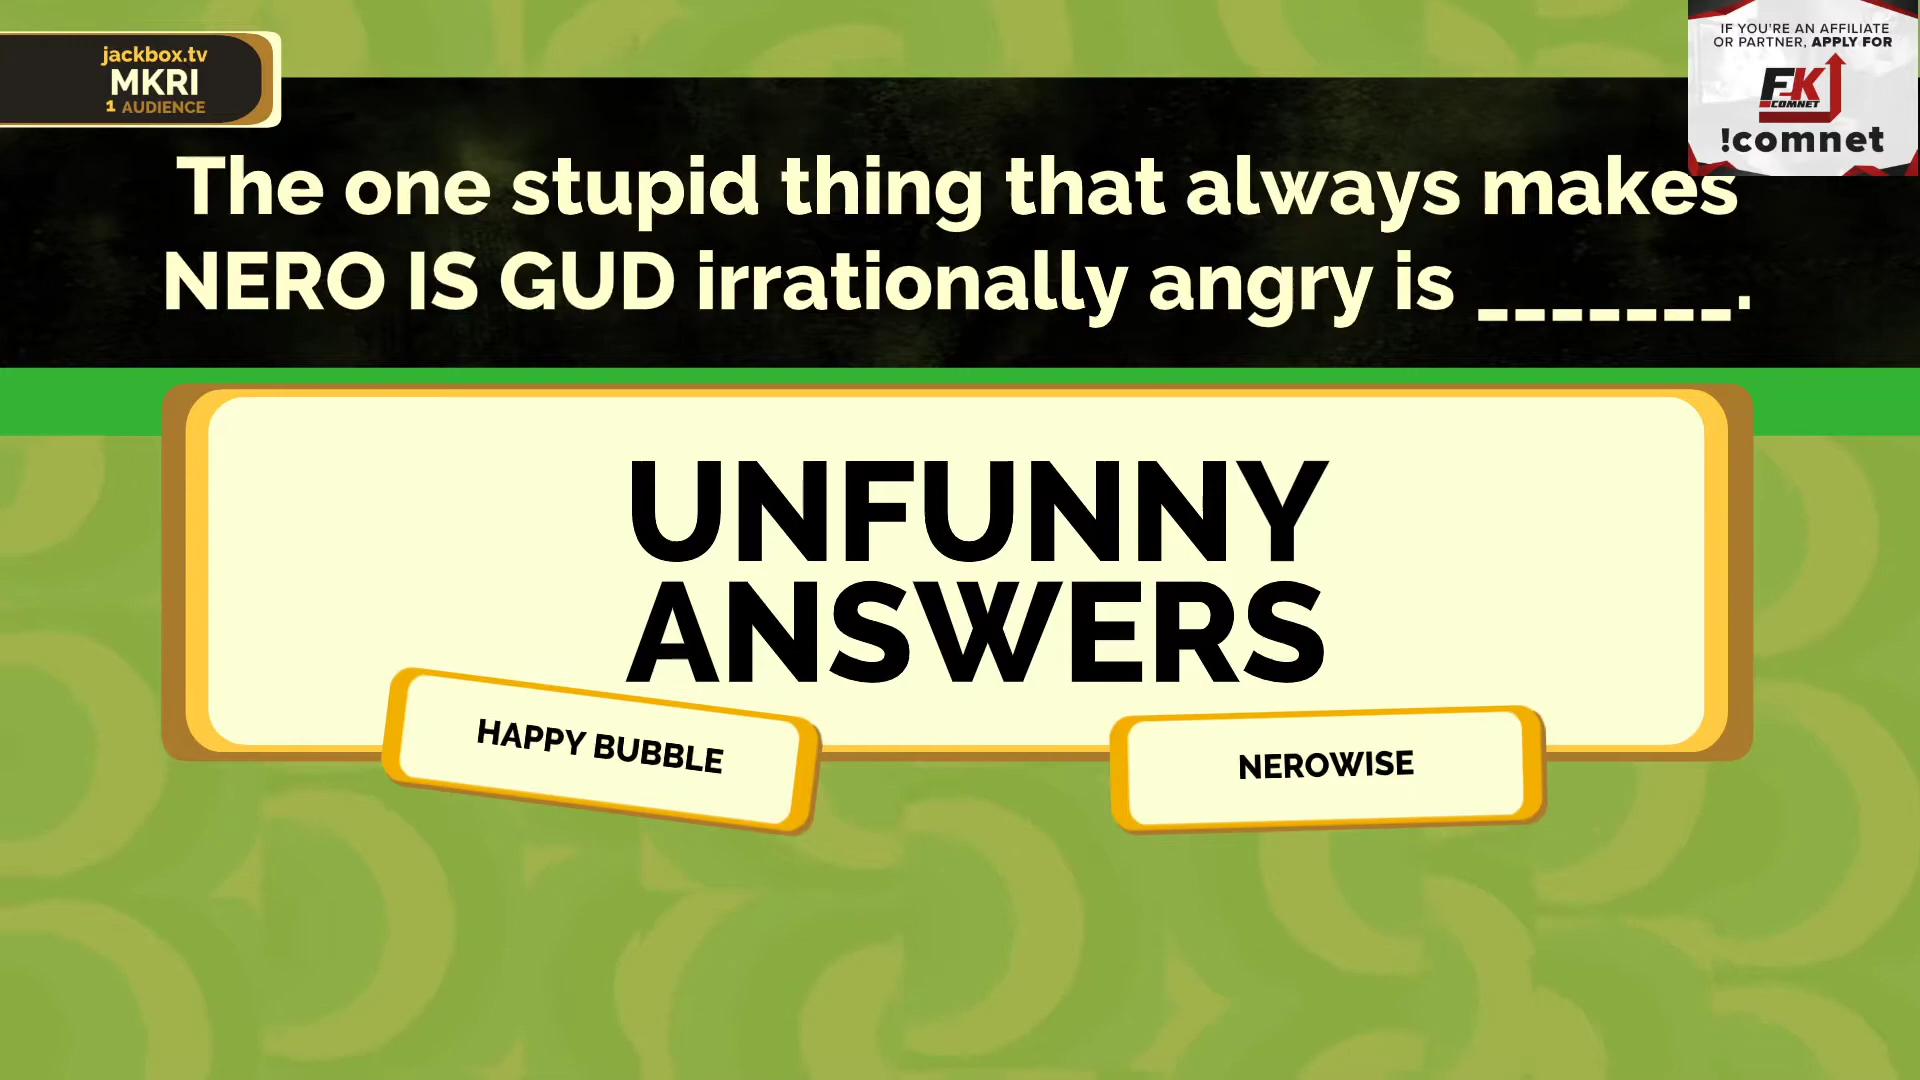 jackbox.tv
MKRI
1 AUDIENCE
IF YOU'RE AN AFFILIATE
OR PARTNER, APPLY FOR
FK
COMNET
!comnet
The one stupid thing that always makes
NERO IS GUD irrationally angry is _______.
UNFUNNY
ANSWERS
HAPPY BUBBLE
NEROWISE